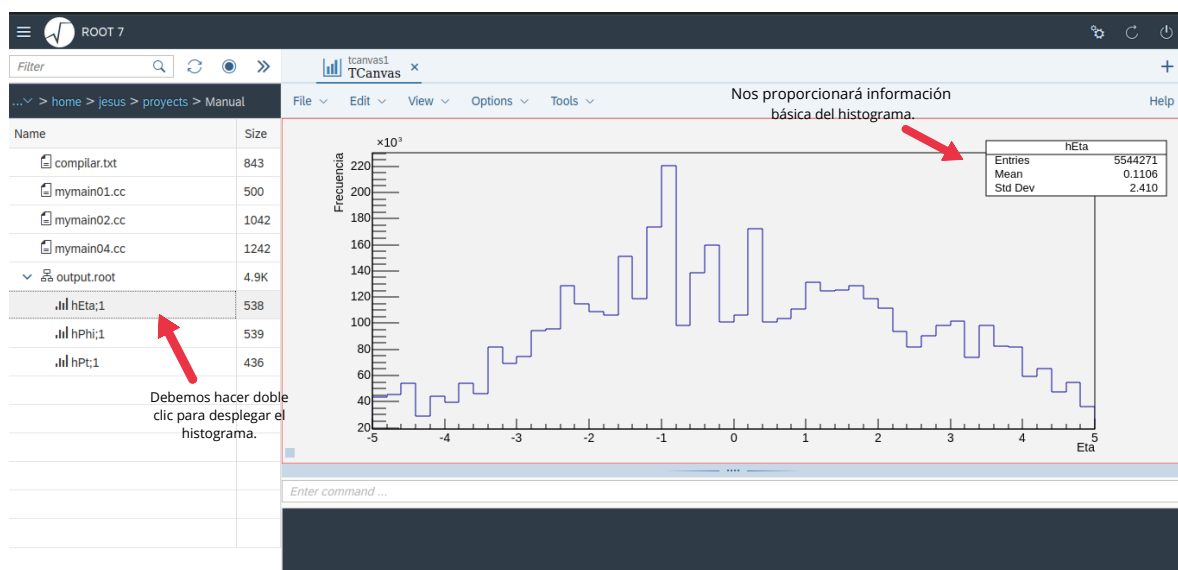 ROOT 7
Filter
tcanvas1
TCanvas
... > home > jesus > proyects > Manual
File Edit View Options Tools Help
Nos proporcionará información
básica del histograma.
Name Size
compilar.txt 843
mymain01.cc 500
mymain02.cc 1042
mymain04.cc 1242
output.root 4.9K
hEta;1 538
hPhi;1 539
hPt;1 436
Debemos hacer doble
clic para desplegar el
histograma.
×10³
Frecuencia
220
200
180
160
140
120
100
80
60
40
20
-5 -4 -3 -2 -1 0 1 2 3 4 5
Eta
hEta
Entries 5544271
Mean 0.1106
Std Dev 2.410
Enter command ...